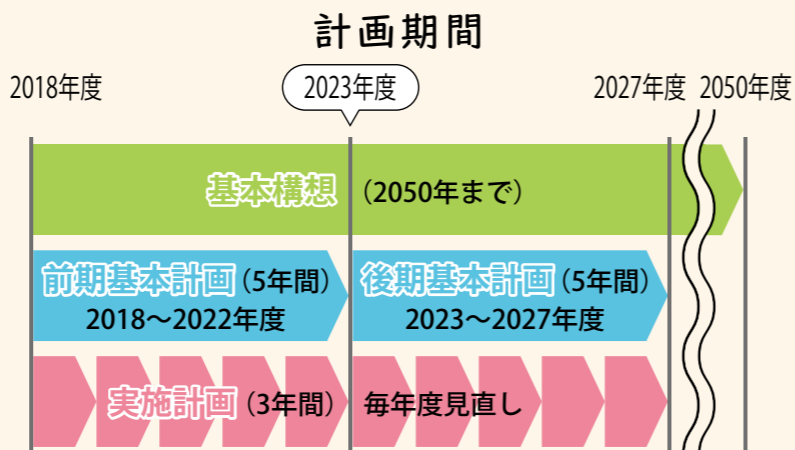 計画期間
2018年度
2023年度
2027年度
2050年度
基本構想（2050年まで）
前期基本計画（5年間）
2018～2022年度
後期基本計画（5年間）
2023～2027年度
実施計画（3年間）
毎年度見直し